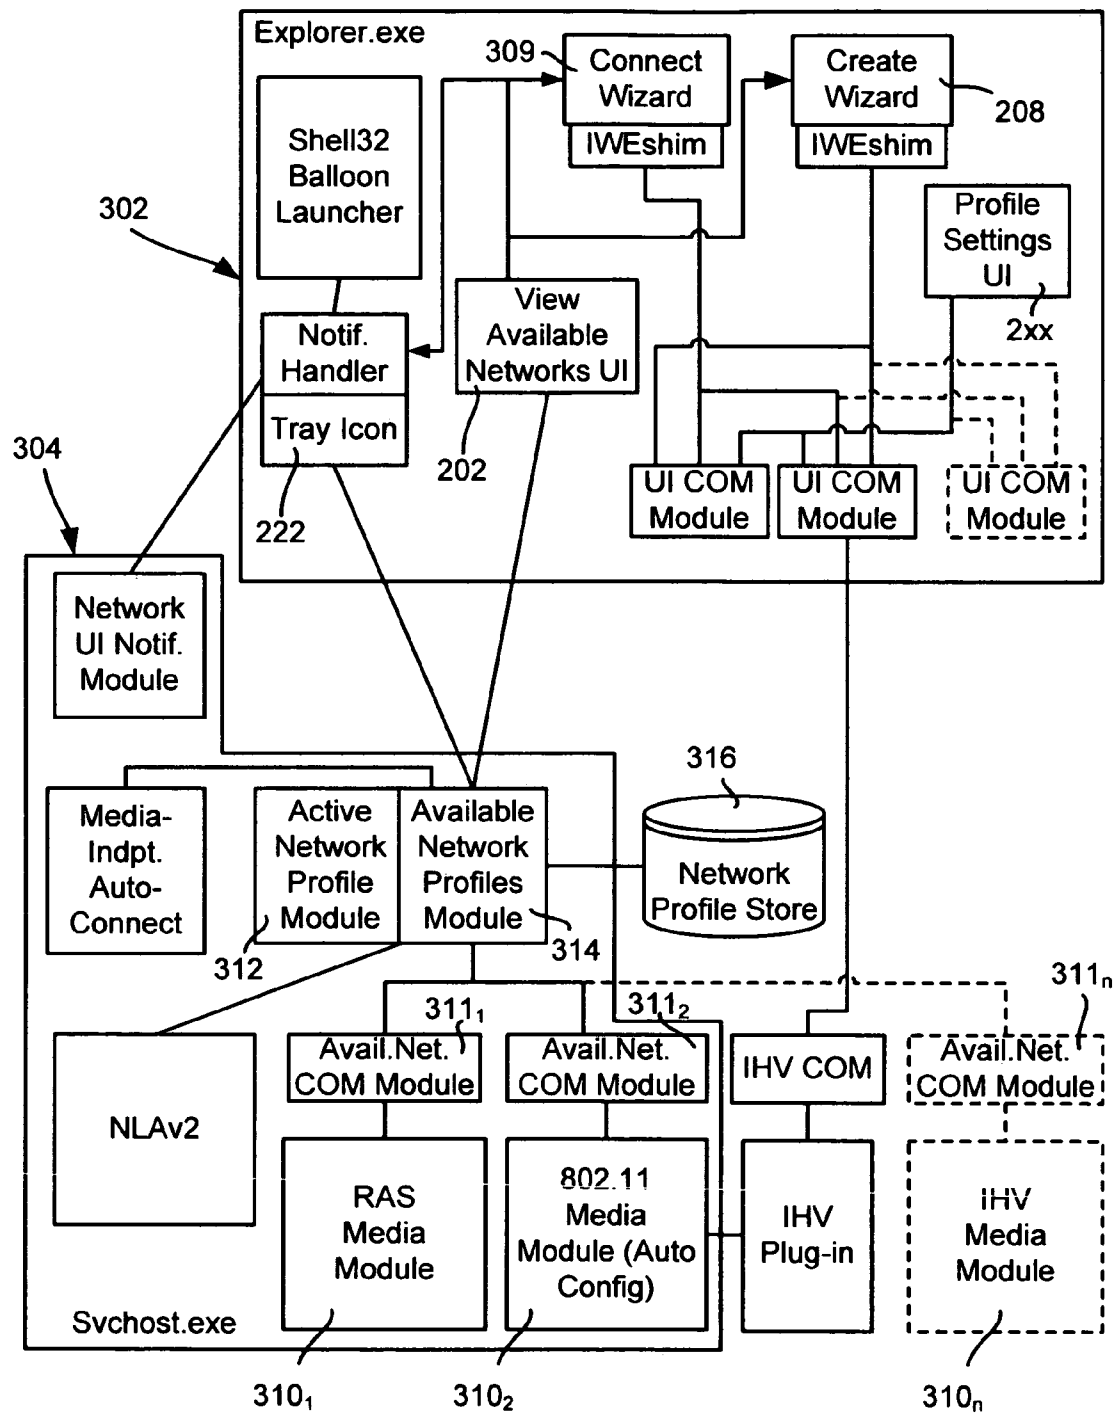 Explorer.exe
309
Connect
Wizard
IWEshim
Create
Wizard
IWEshim
208
Shell32
Balloon
Launcher
302
Profile
Settings
UI
2xx
View
Available
Networks UI
202
Notif.
Handler
Tray Icon
222
304
UI COM
Module
UI COM
Module
UI COM
Module
Network
UI Notif.
Module
316
Media-
Indpt.
Auto-
Connect
Active
Network
Profile
Module
312
Available
Network
Profiles
Module
314
Network
Profile Store
311₁
311₂
311ₙ
NLAv2
Avail.Net.
COM Module
Avail.Net.
COM Module
IHV COM
Avail.Net.
COM Module
RAS
Media
Module
802.11
Media
Module (Auto
Config)
IHV
Plug-in
IHV
Media
Module
Svchost.exe
310₁
310₂
310ₙ